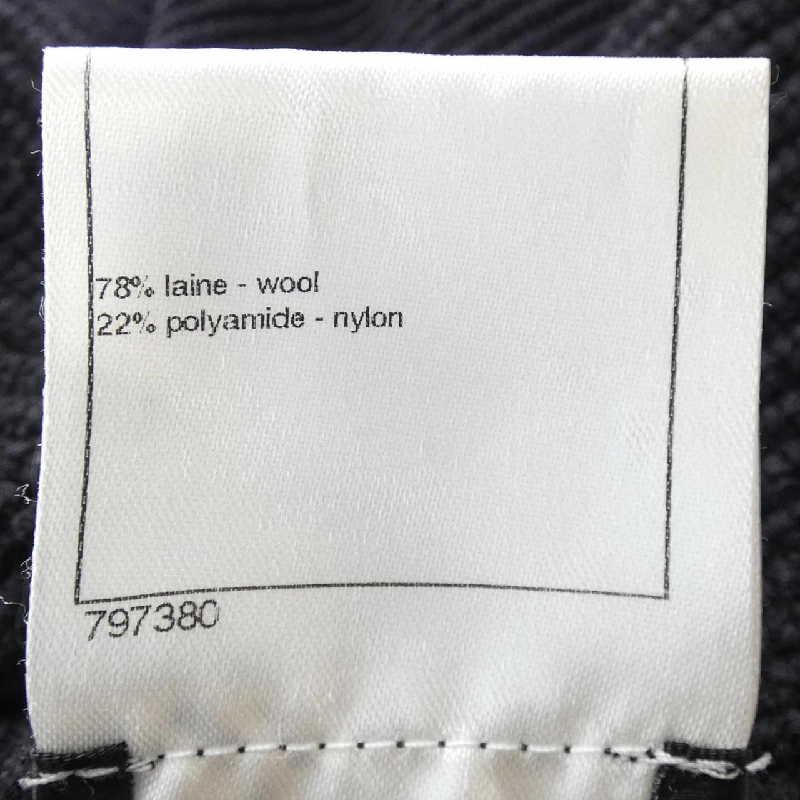 78% laine - wool
22% polyamide - nylon
797380